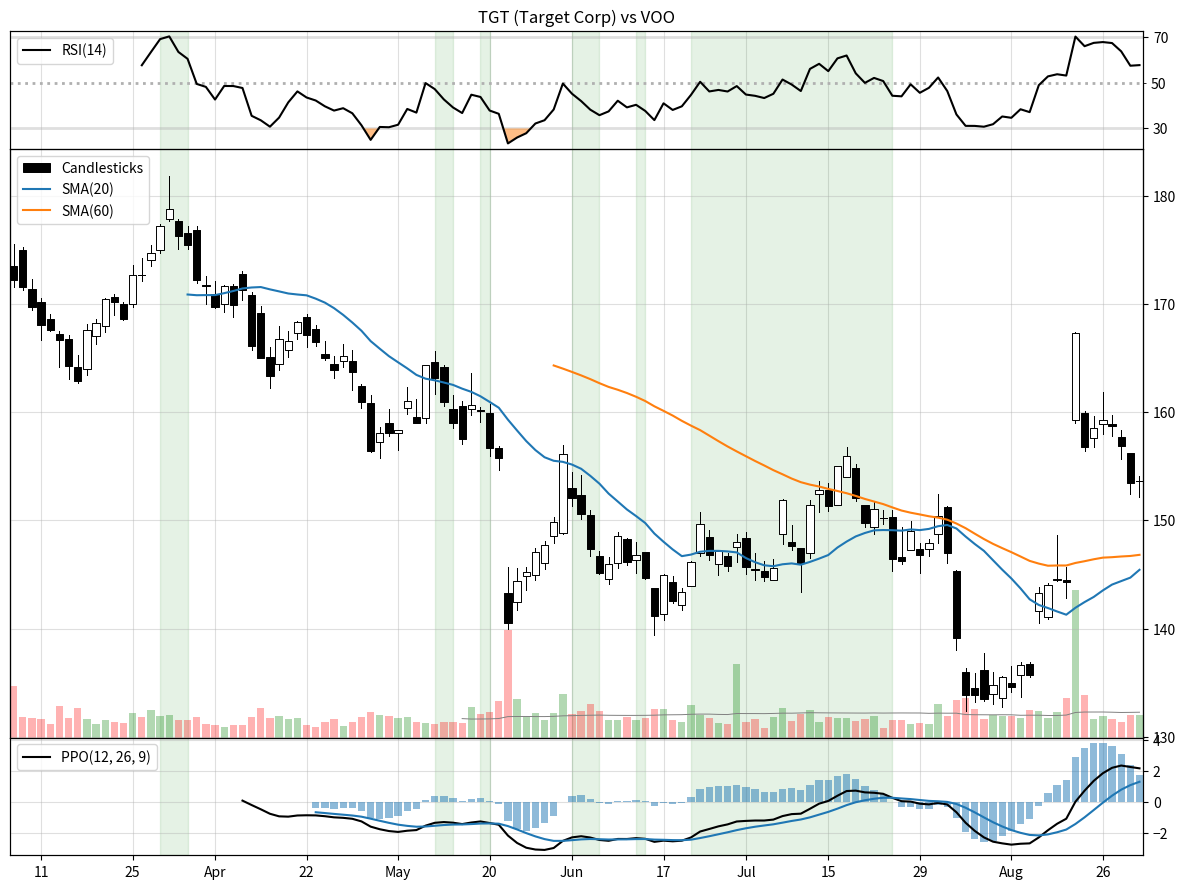 TGT (Target Corp) vs VOO
RSI(14)
70
50
30
Candlesticks
SMA(20)
SMA(60)
180
170
160
150
140
130
PPO(12, 26, 9)
4
2
0
−2
11 25 Apr 22 May 20 Jun 17 Jul 15 29 Aug 26